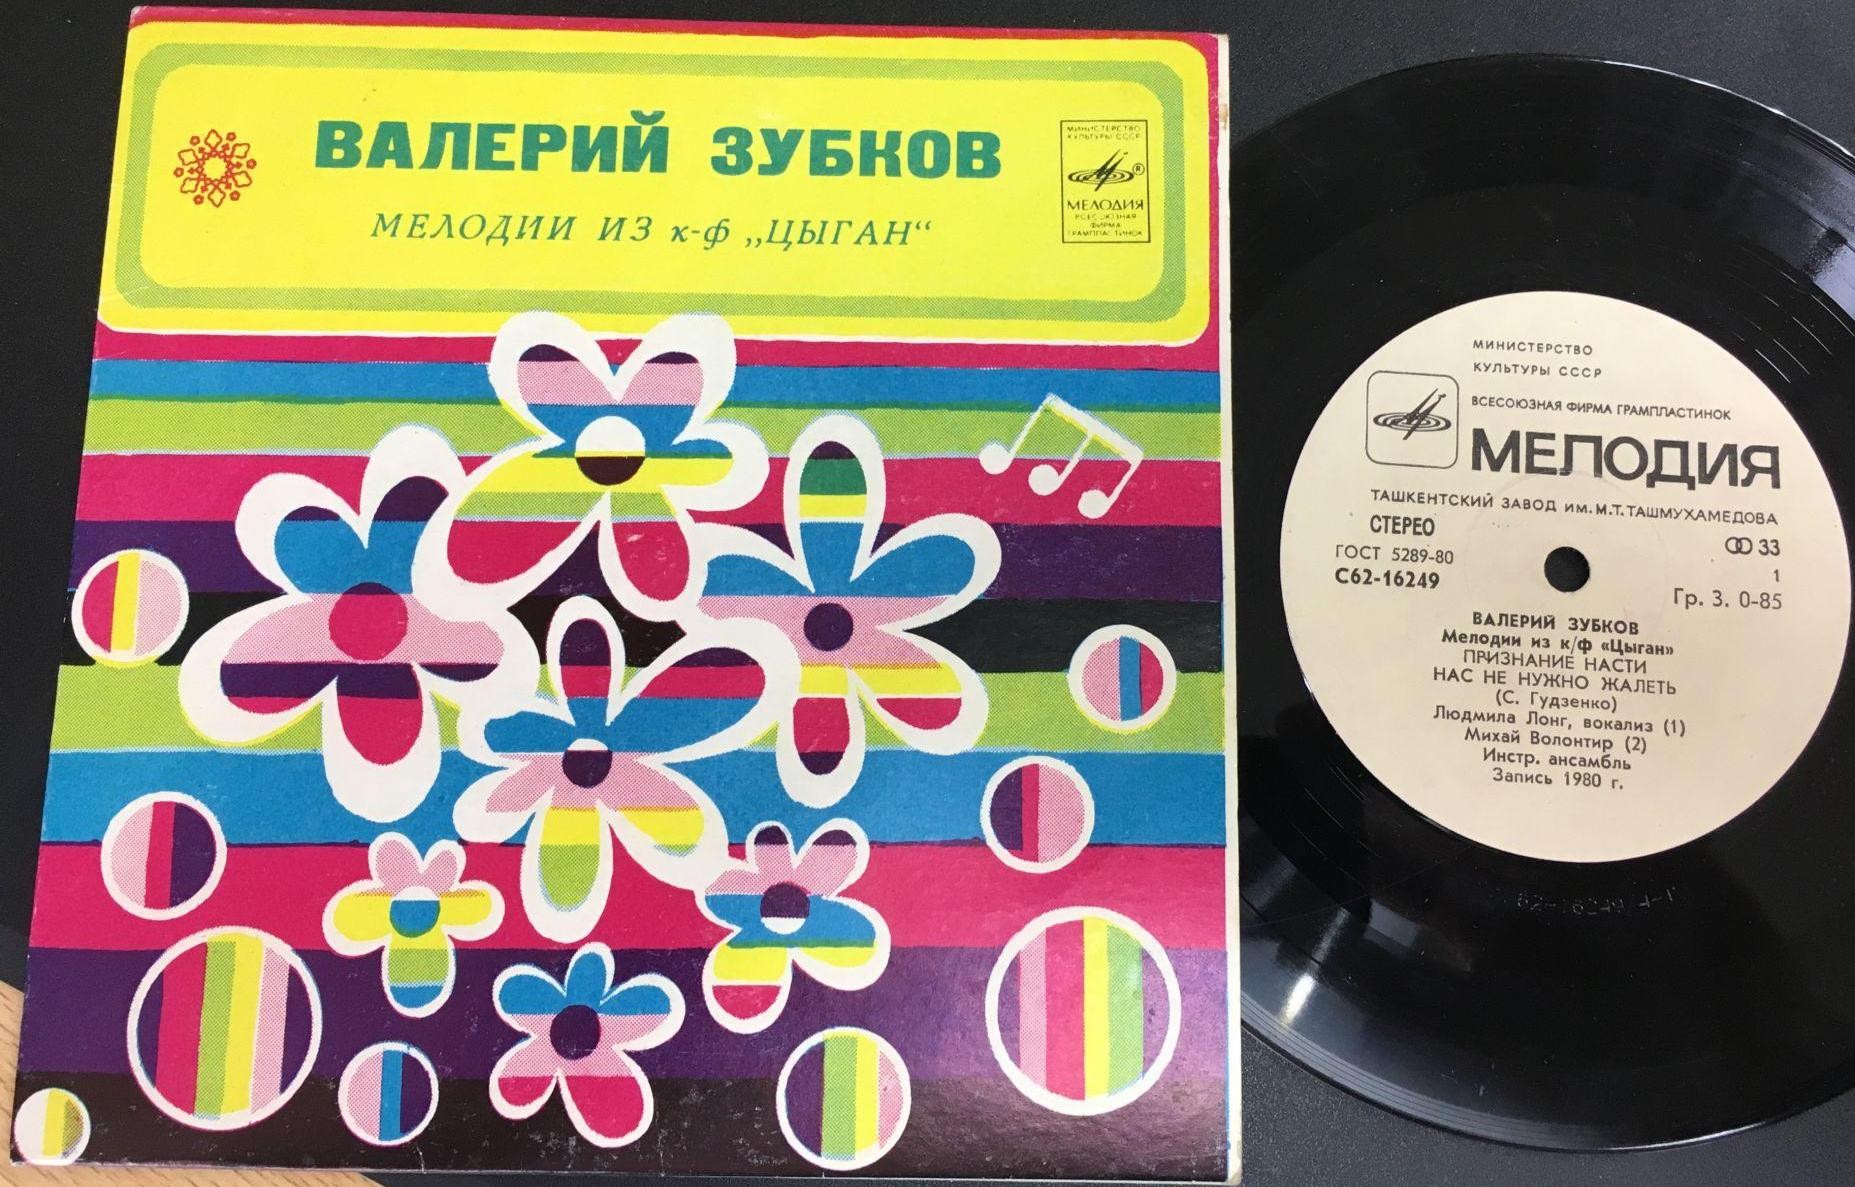 ВАЛЕРИЙ ЗУБКОВ
МЕЛОДИИ ИЗ к-ф „ЦЫГАН“
МИНИСТЕРСТВО
КУЛЬТУРЫ СССР
®
МЕЛОДИЯ
ВСЕСОЮЗНАЯ
ФИРМА
ГРАМПЛАСТИНОК
МИНИСТЕРСТВО
КУЛЬТУРЫ СССР
ВСЕСОЮЗНАЯ ФИРМА ГРАМПЛАСТИНОК
МЕЛОДИЯ
ТАШКЕНТСКИЙ ЗАВОД ИМ. М.Т. ТАШМУХАМЕДОВА
СТЕРЕО
33
ГОСТ 5289-80
1
С62-16249
Гр. 3. 0-85
ВАЛЕРИЙ ЗУБКОВ
Мелодии из к/ф «Цыган»
ПРИЗНАНИЕ НАСТИ
НАС НЕ НУЖНО ЖАЛЕТЬ
(С. Гудзенко)
Людмила Лонг, вокализ (1)
Михай Волонтир (2)
Инстр. ансамбль
Запись 1980 г.